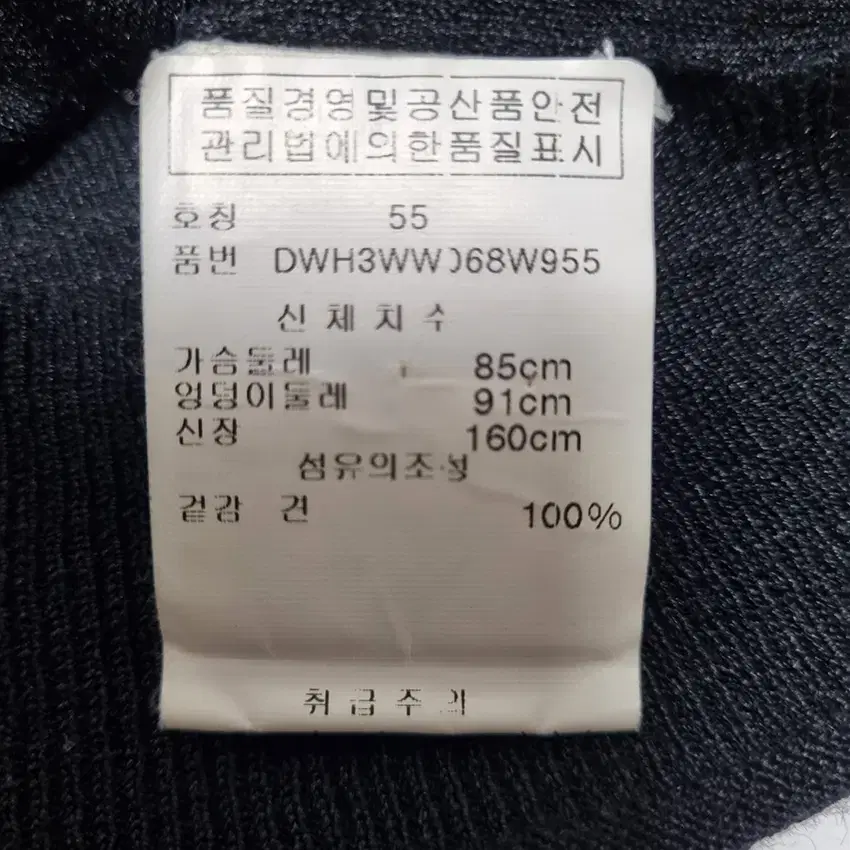 품질경영및공산품안전
관리법에의한품질표시
호칭 55
품번 DWH3WW068W955
신체치수
가슴둘레 85cm
엉덩이둘레 91cm
신장 160cm
섬유의조성
겉감 견 100%
취급주의